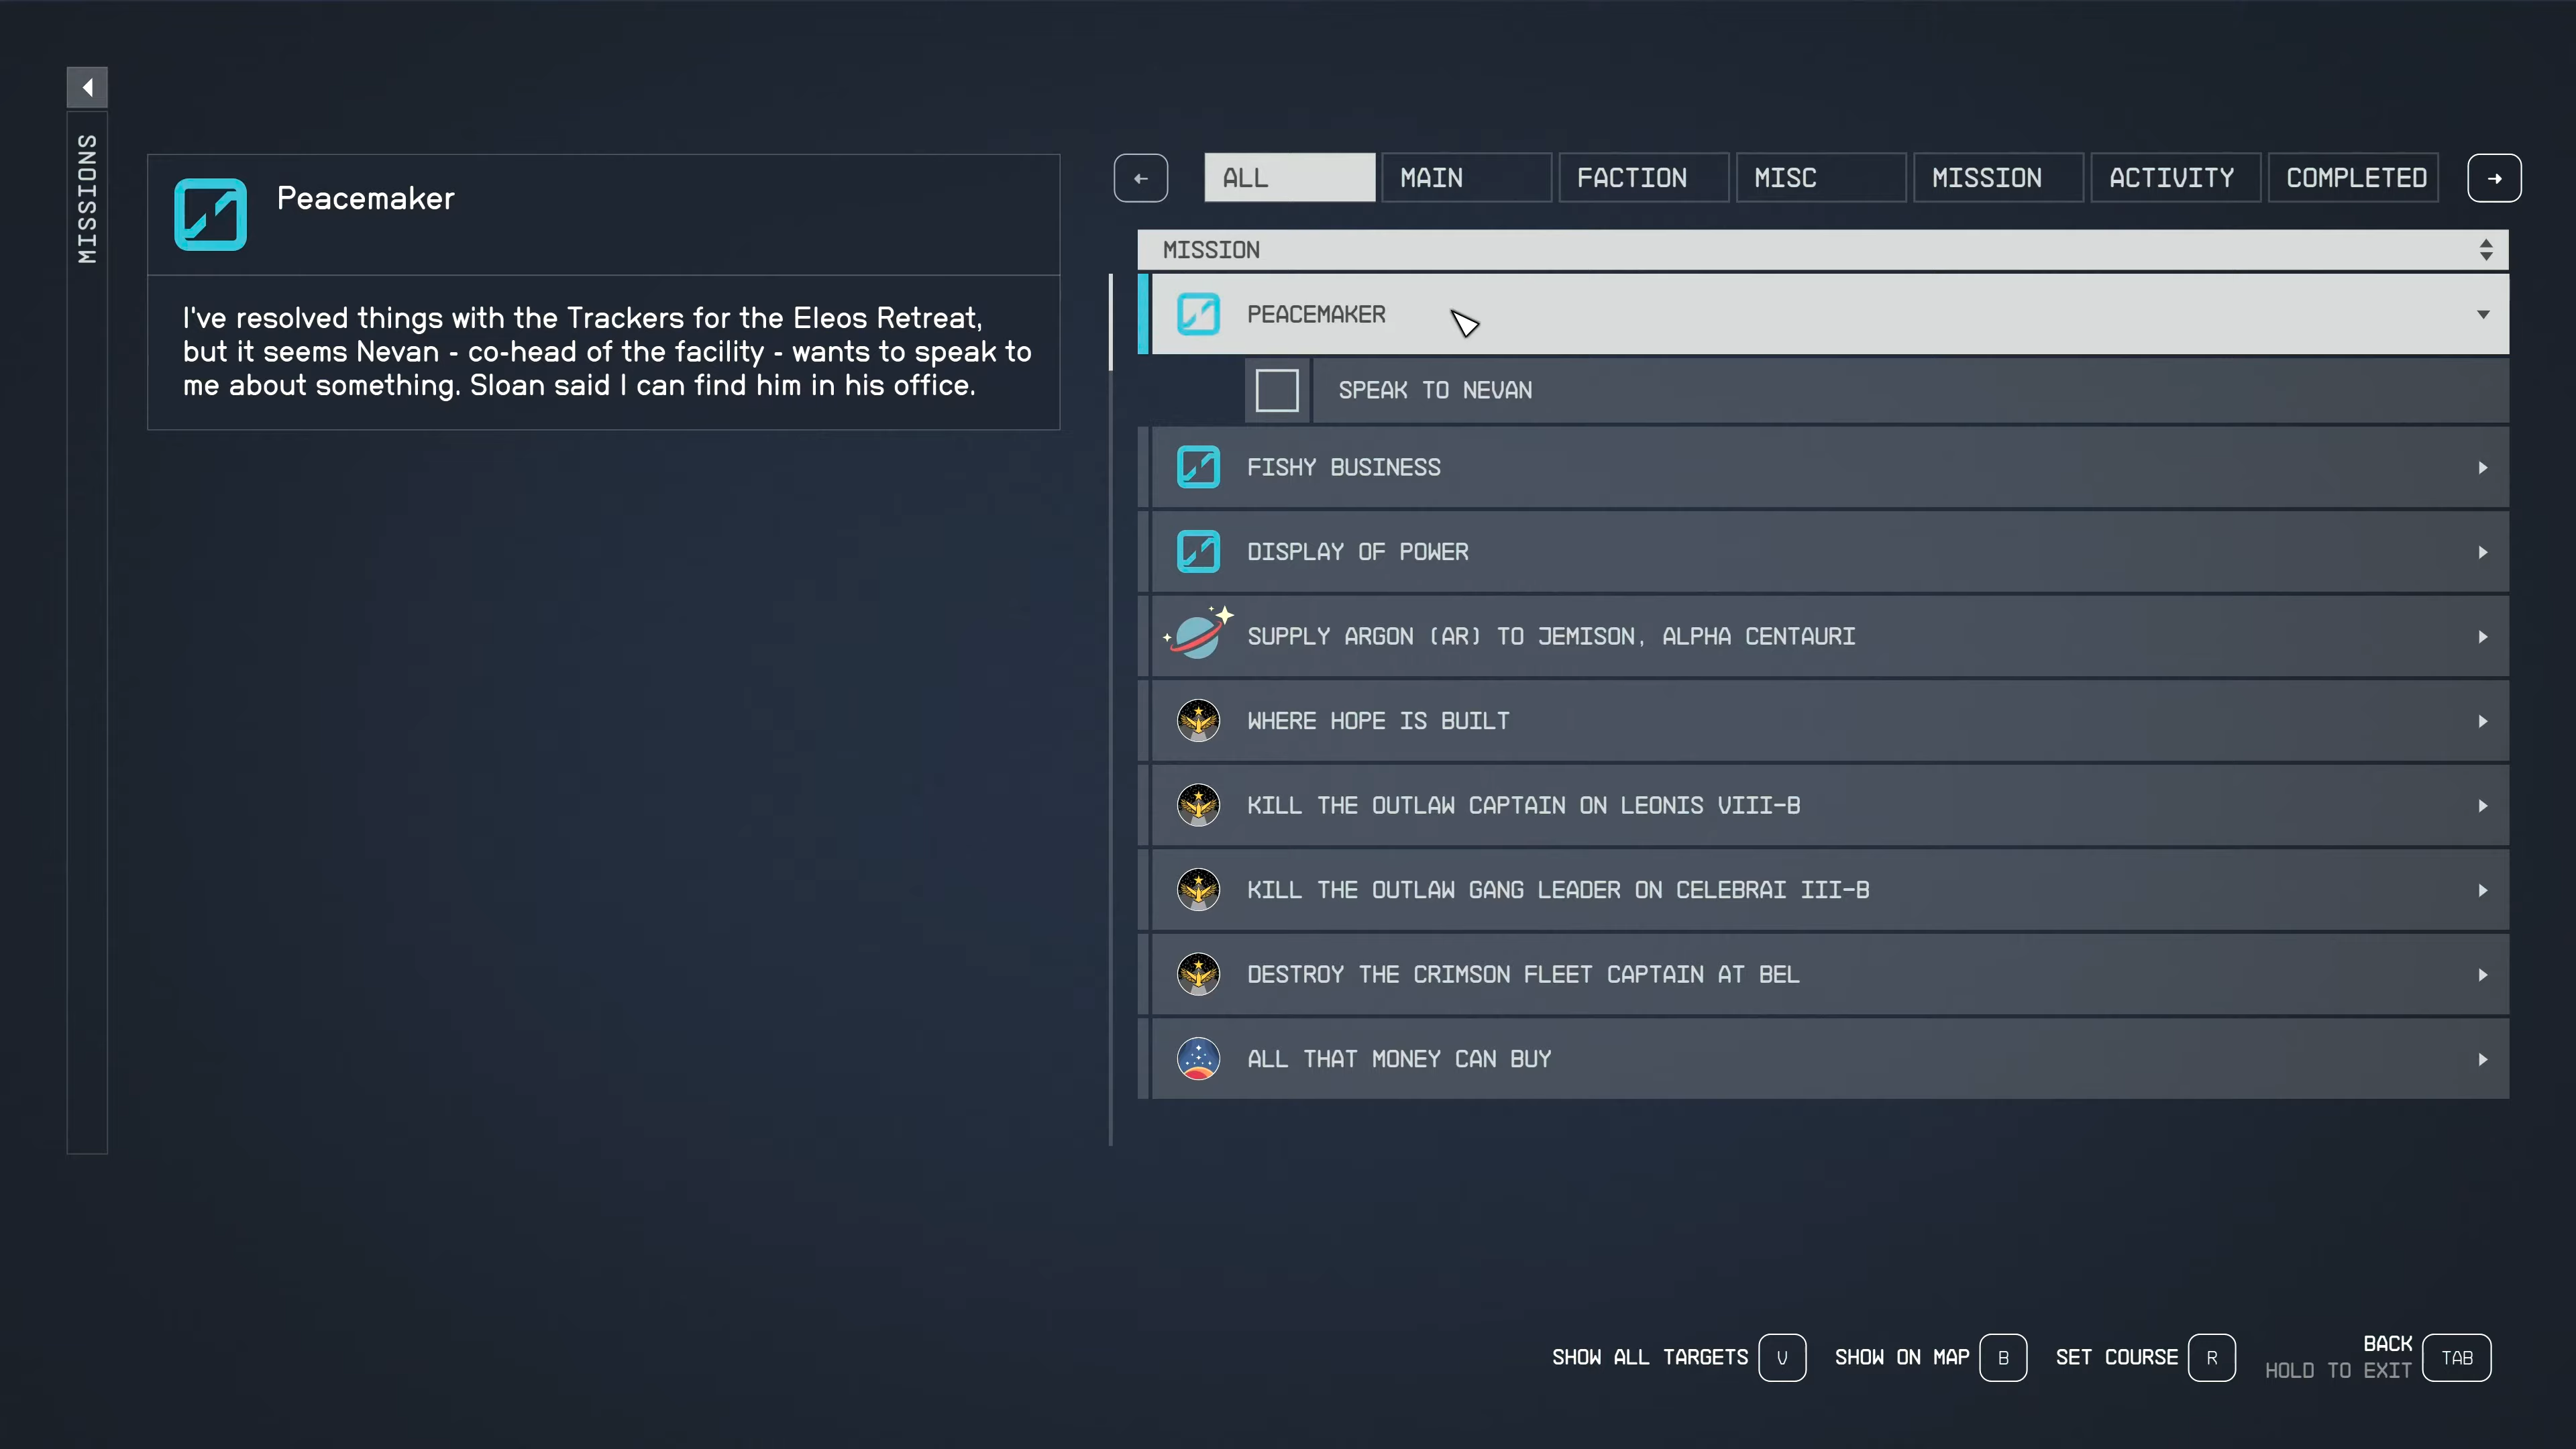 MISSIONS
Peacemaker
I've resolved things with the Trackers for the Eleos Retreat,
but it seems Nevan - co-head of the facility - wants to speak to
me about something. Sloan said I can find him in his office.
ALL MAIN FACTION MISC MISSION ACTIVITY COMPLETED
MISSION
PEACEMAKER
SPEAK TO NEVAN
FISHY BUSINESS
DISPLAY OF POWER
SUPPLY ARGON (AR) TO JEMISON, ALPHA CENTAURI
WHERE HOPE IS BUILT
KILL THE OUTLAW CAPTAIN ON LEONIS VIII-B
KILL THE OUTLAW GANG LEADER ON CELEBRAI III-B
DESTROY THE CRIMSON FLEET CAPTAIN AT BEL
ALL THAT MONEY CAN BUY
SHOW ALL TARGETS V SHOW ON MAP B SET COURSE R BACK TAB
HOLD TO EXIT